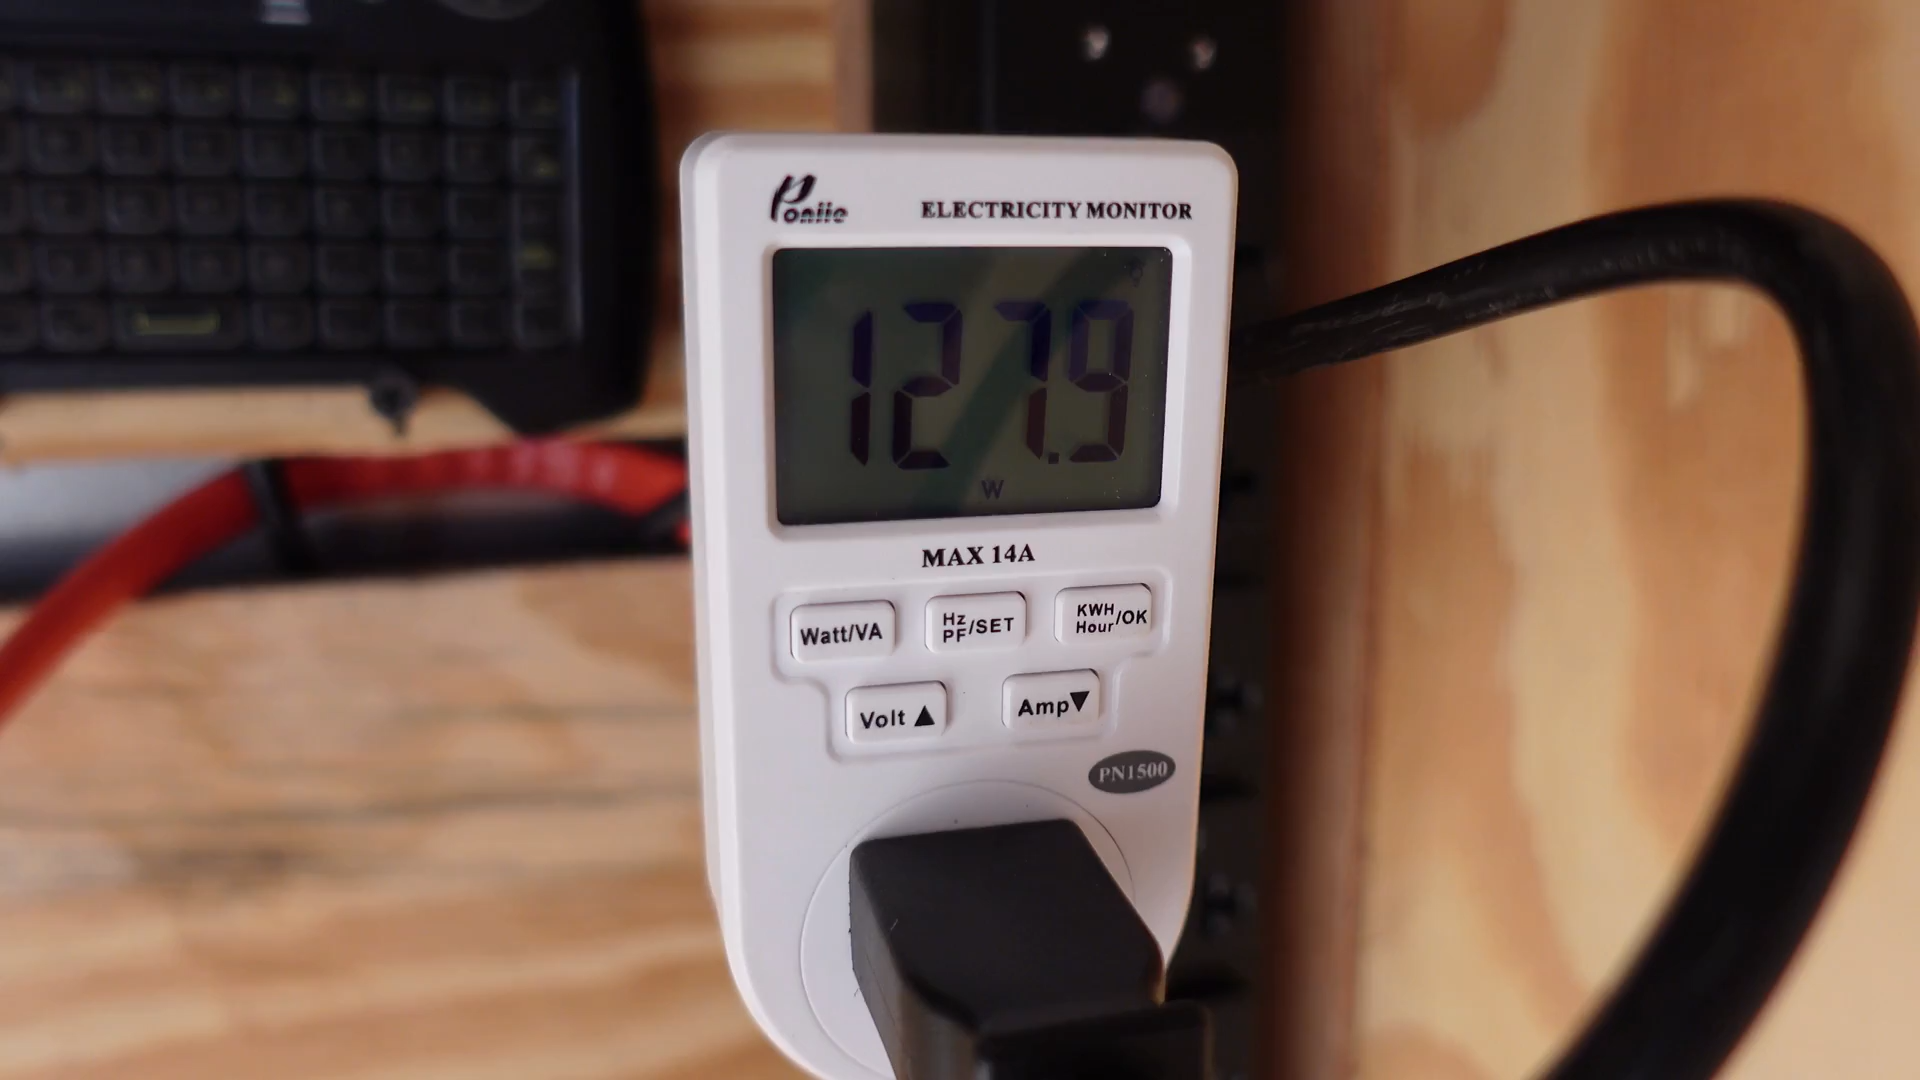 Poniie
ELECTRICITY MONITOR
127.9
W
MAX 14A
Watt/VA
Hz
PF/SET
KWH
Hour/OK
Volt ▲
Amp▼
PN1500